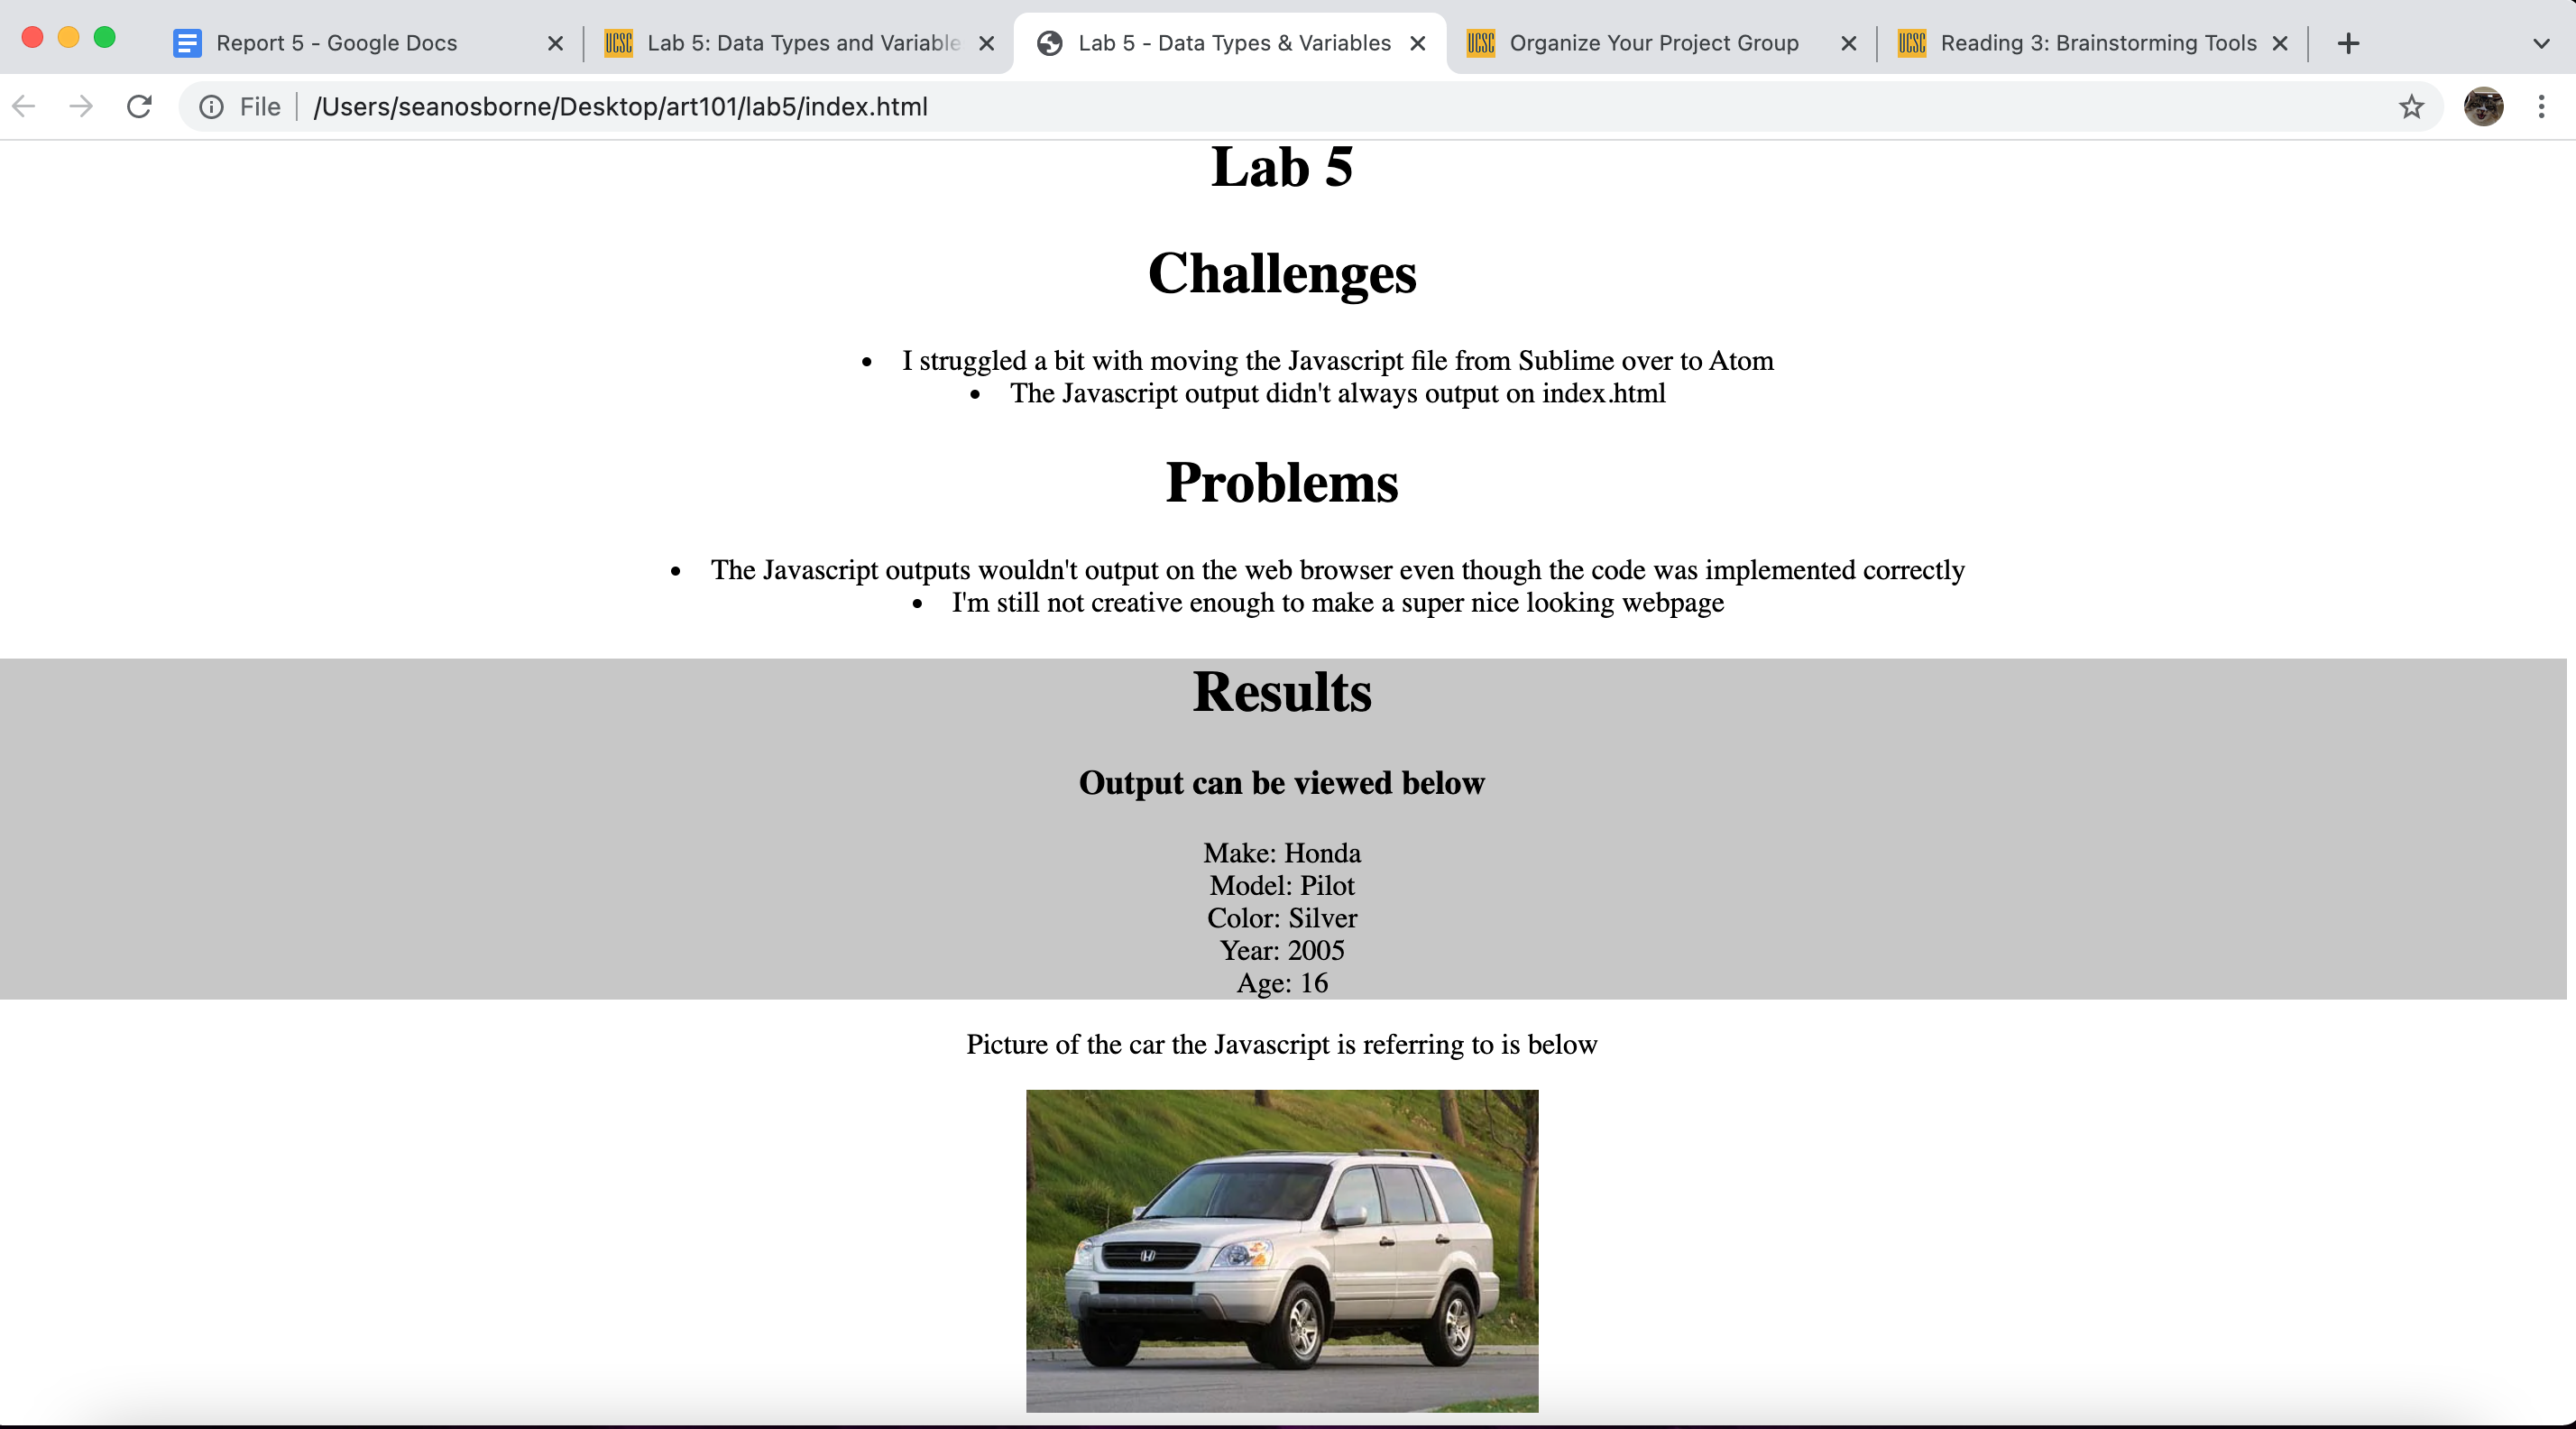 Report 5 - Google Docs
UCSC Lab 5: Data Types and Variable
Lab 5 - Data Types & Variables
UCSC Organize Your Project Group
UCSC Reading 3: Brainstorming Tools
File /Users/seanosborne/Desktop/art101/lab5/index.html
Lab 5
Challenges
• I struggled a bit with moving the Javascript file from Sublime over to Atom
• The Javascript output didn't always output on index.html
Problems
• The Javascript outputs wouldn't output on the web browser even though the code was implemented correctly
• I'm still not creative enough to make a super nice looking webpage
Results
Output can be viewed below
Make: Honda
Model: Pilot
Color: Silver
Year: 2005
Age: 16
Picture of the car the Javascript is referring to is below